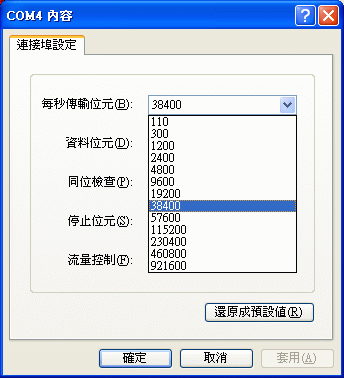 COM4 內容
連接埠設定
每秒傳輸位元(B): 38400
110
300
資料位元(D):
1200
2400
4800
同位檢查(P):
9600
19200
38400
停止位元(S):
57600
115200
230400
流量控制(F):
460800
921600
還原成預設值(R)
確定 取消 套用(A)